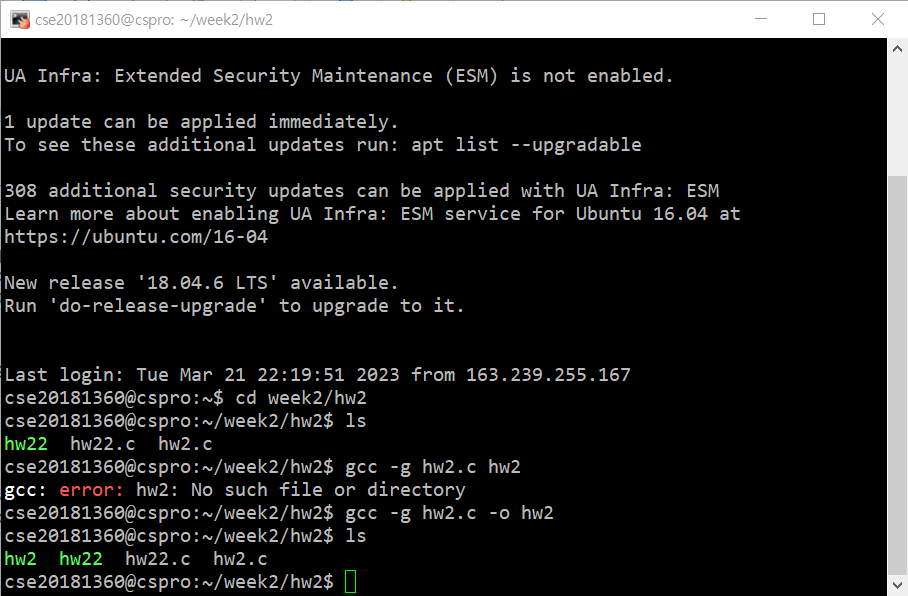 cse20181360@cspro: ~/week2/hw2
UA Infra: Extended Security Maintenance (ESM) is not enabled.
1 update can be applied immediately.
To see these additional updates run: apt list --upgradable
308 additional security updates can be applied with UA Infra: ESM
Learn more about enabling UA Infra: ESM service for Ubuntu 16.04 at
https://ubuntu.com/16-04
New release '18.04.6 LTS' available.
Run 'do-release-upgrade' to upgrade to it.
Last login: Tue Mar 21 22:19:51 2023 from 163.239.255.167
cse20181360@cspro:~$ cd week2/hw2
cse20181360@cspro:~/week2/hw2$ ls
hw22  hw22.c  hw2.c
cse20181360@cspro:~/week2/hw2$ gcc -g hw2.c hw2
gcc: error: hw2: No such file or directory
cse20181360@cspro:~/week2/hw2$ gcc -g hw2.c -o hw2
cse20181360@cspro:~/week2/hw2$ ls
hw2  hw22  hw22.c  hw2.c
cse20181360@cspro:~/week2/hw2$